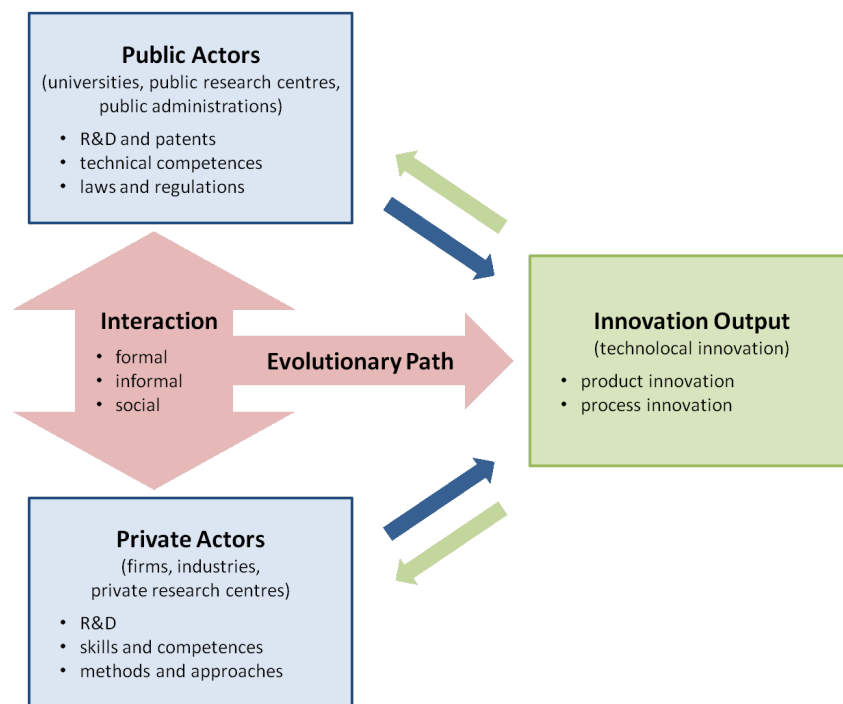 Public Actors
(universities, public research centres,
public administrations)
• R&D and patents
• technical competences
• laws and regulations
Interaction
• formal
• informal
• social
Evolutionary Path
Innovation Output
(technolocal innovation)
• product innovation
• process innovation
Private Actors
(firms, industries,
private research centres)
• R&D
• skills and competences
• methods and approaches